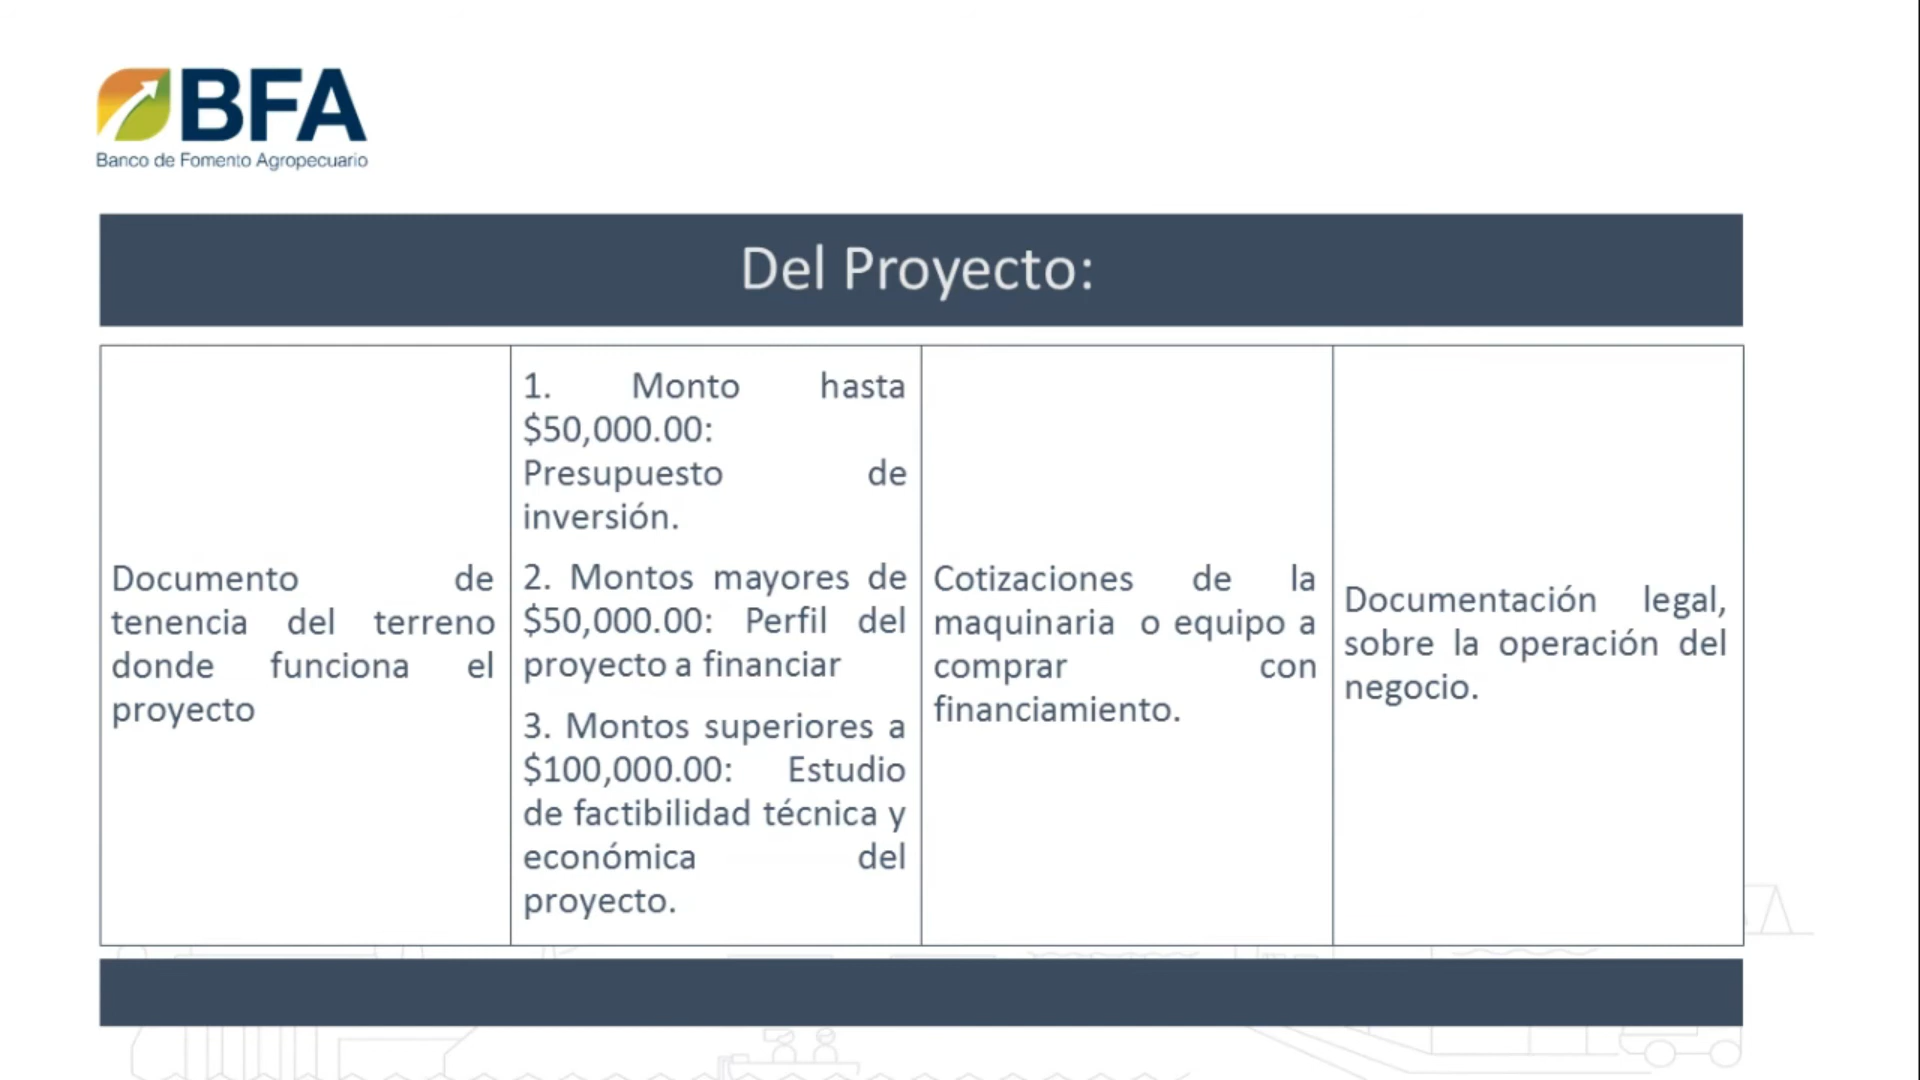 BFA
Banco de Fomento Agropecuario
Del Proyecto:
Documento de
tenencia del terreno
donde funciona el
proyecto
1. Monto hasta
$50,000.00:
Presupuesto de
inversión.
2. Montos mayores de
$50,000.00: Perfil del
proyecto a financiar
3. Montos superiores a
$100,000.00: Estudio
de factibilidad técnica y
económica del
proyecto.
Cotizaciones de la
maquinaria o equipo a
comprar con
financiamiento.
Documentación legal,
sobre la operación del
negocio.